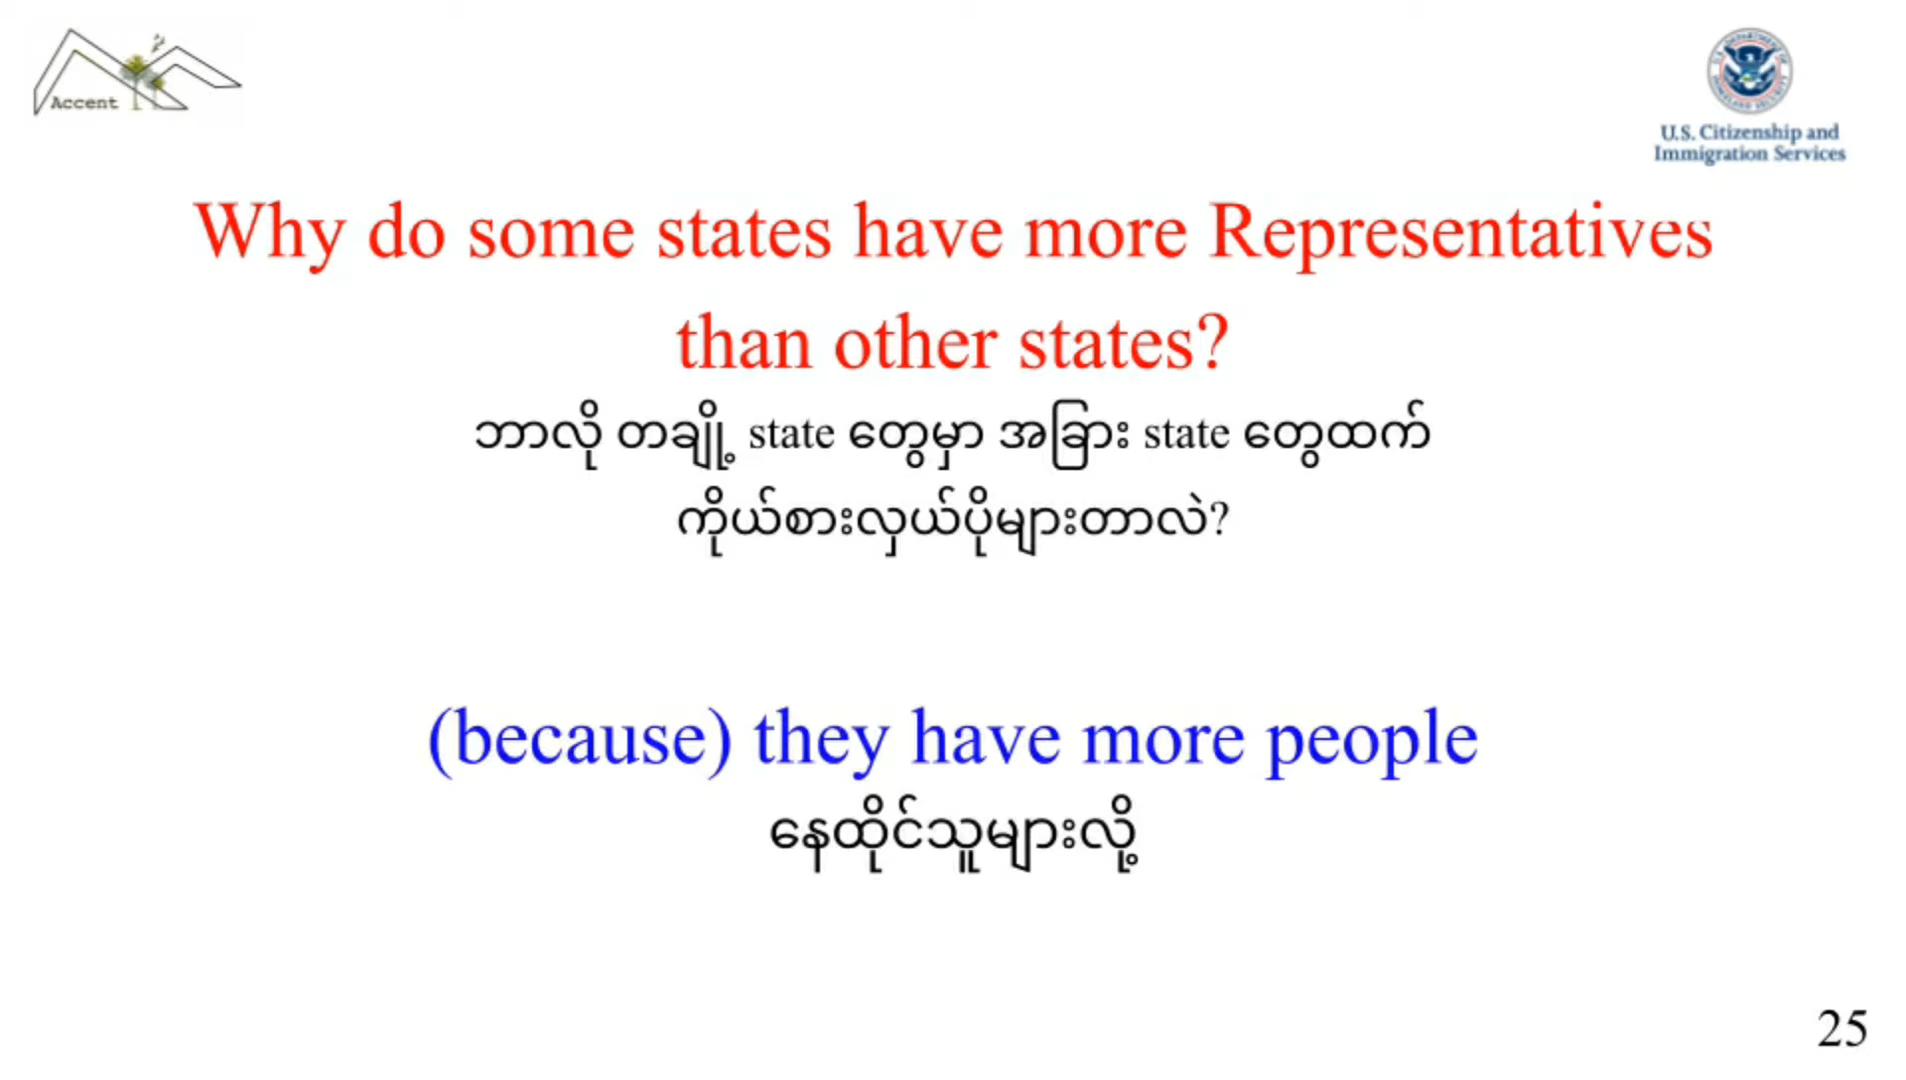 Accent
U.S. Citizenship and
Immigration Services
Why do some states have more Representatives
than other states?
ဘာလို တချို့ state တွေမှာ အခြား state တွေထက်
ကိုယ်စားလှယ်ပိုများတာလဲ?
(because) they have more people
နေထိုင်သူများလို့
25